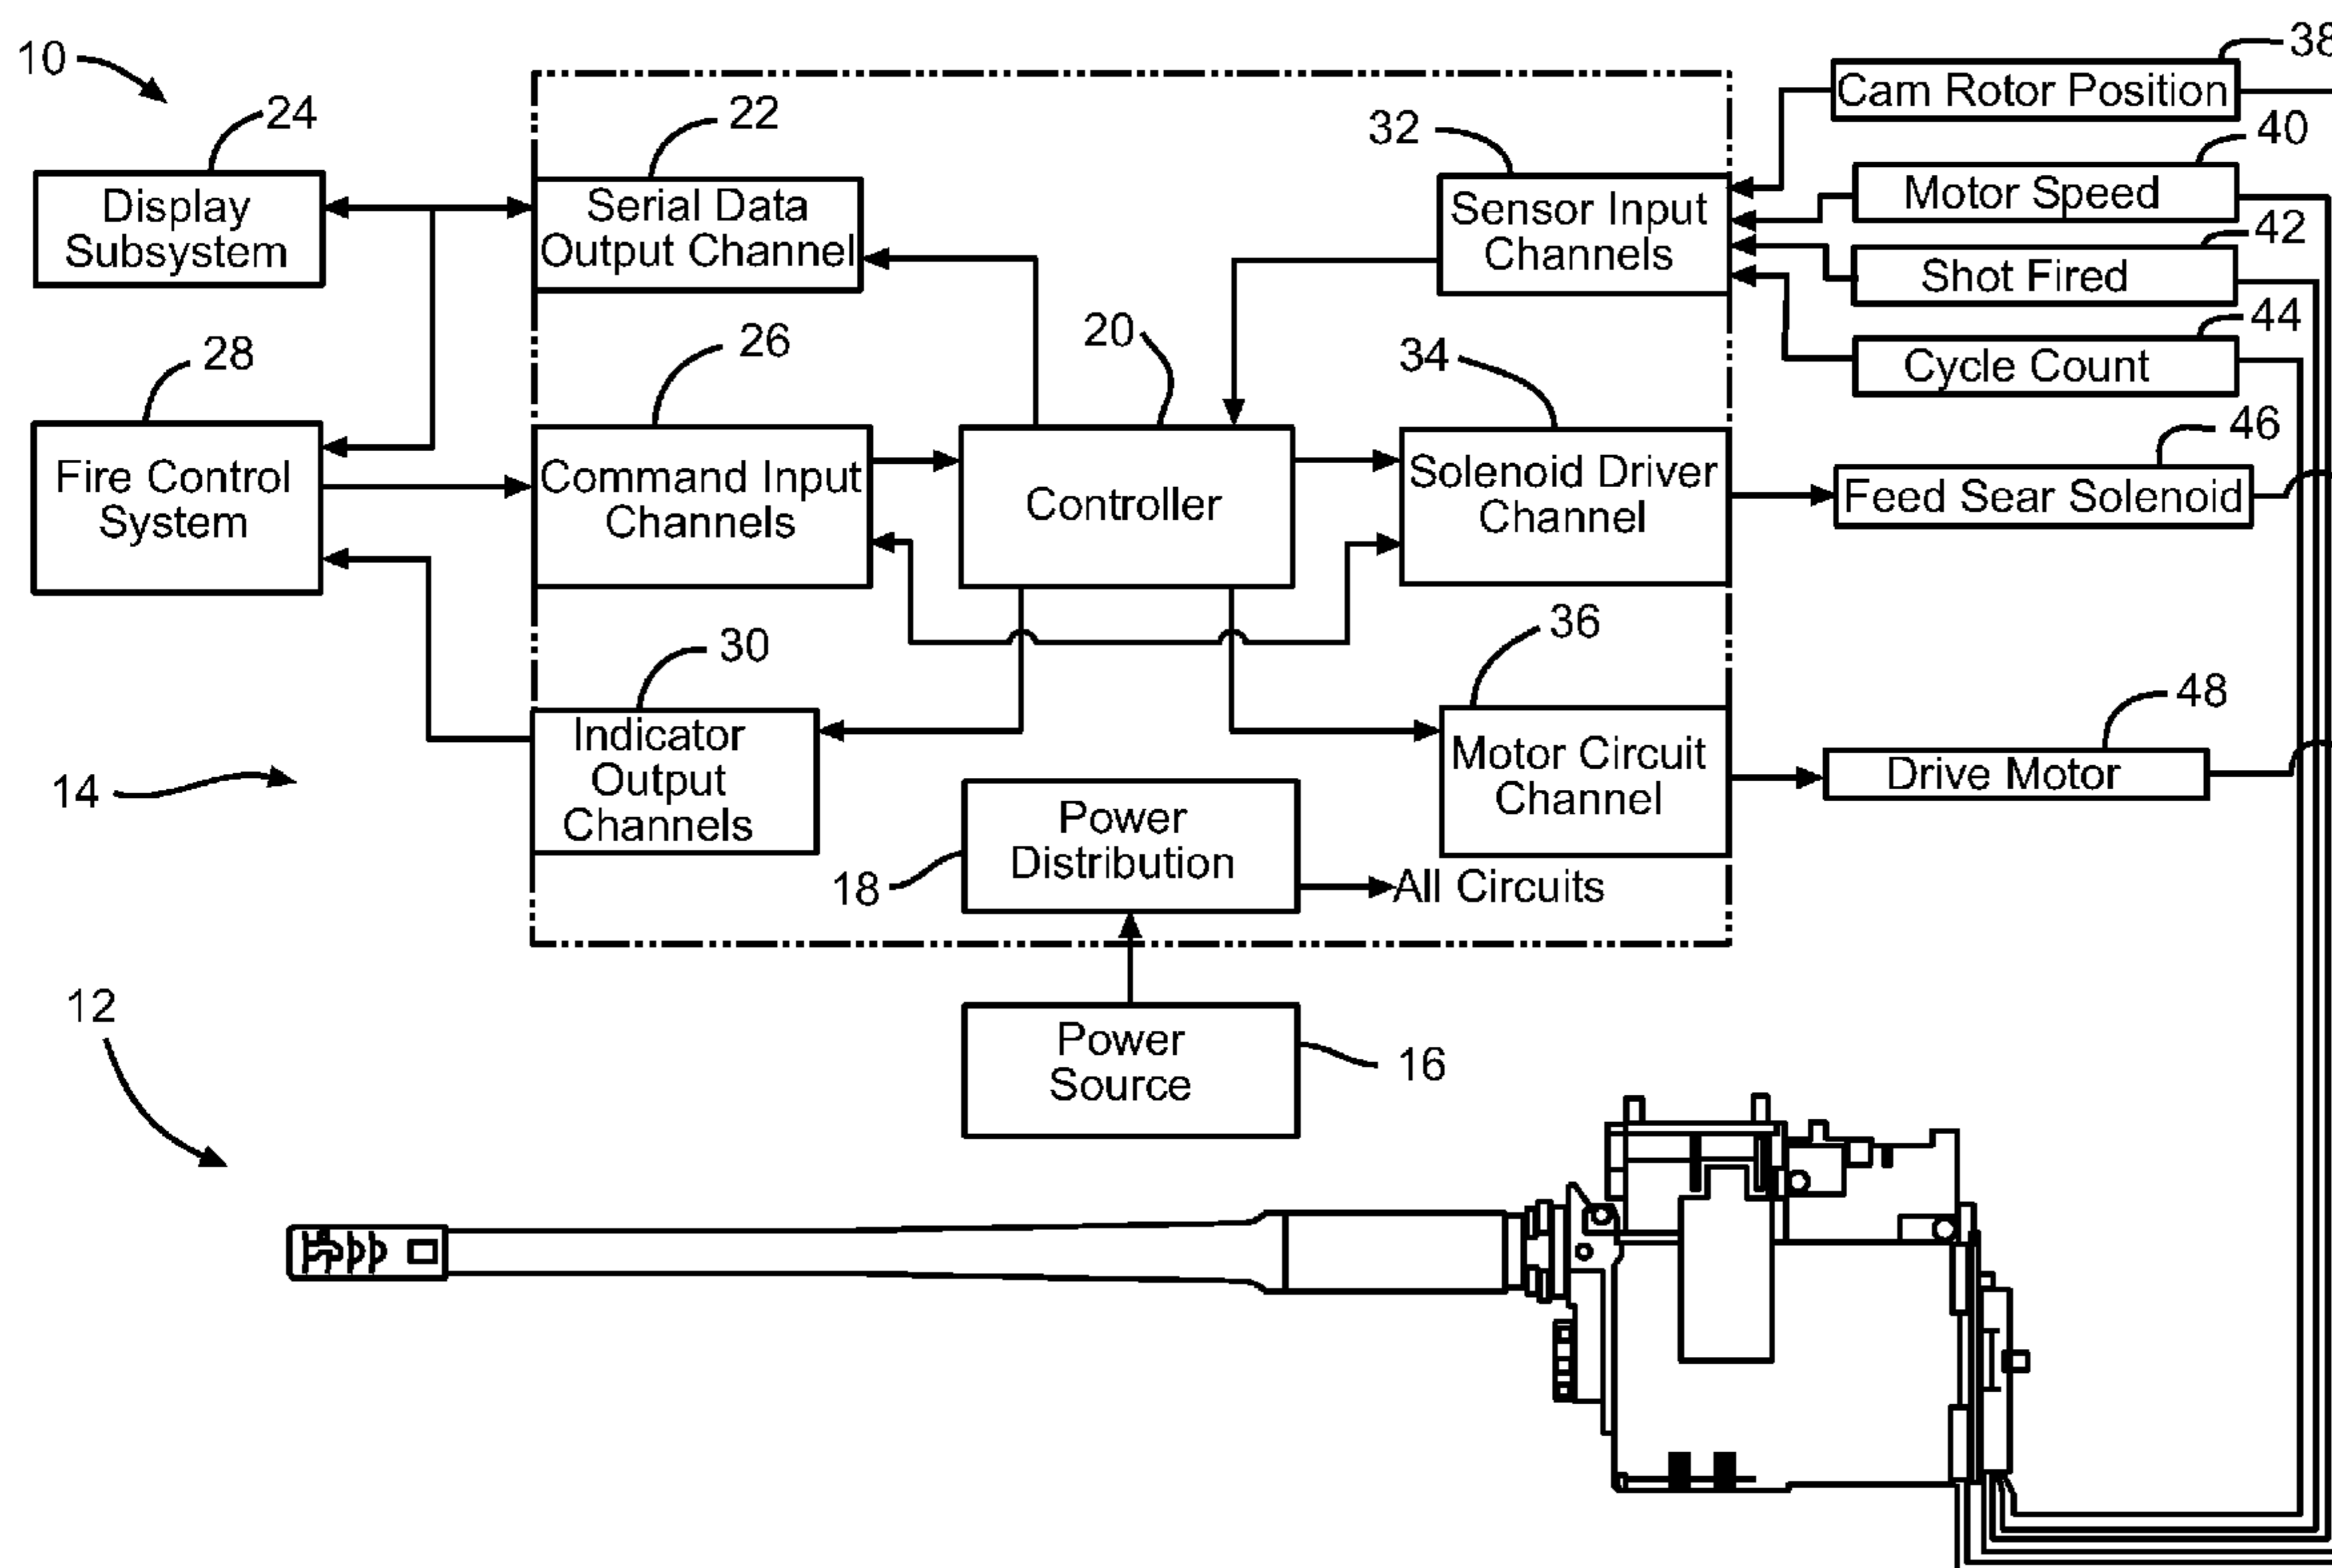 10
24
Display
Subsystem
22
Serial Data
Output Channel
32
Sensor Input
Channels
38
Cam Rotor Position
40
Motor Speed
42
Shot Fired
44
Cycle Count
28
Fire Control
System
26
Command Input
Channels
20
Controller
34
Solenoid Driver
Channel
46
Feed Sear Solenoid
14
30
Indicator
Output
Channels
18
Power
Distribution
All Circuits
36
Motor Circuit
Channel
48
Drive Motor
12
Power
Source
16